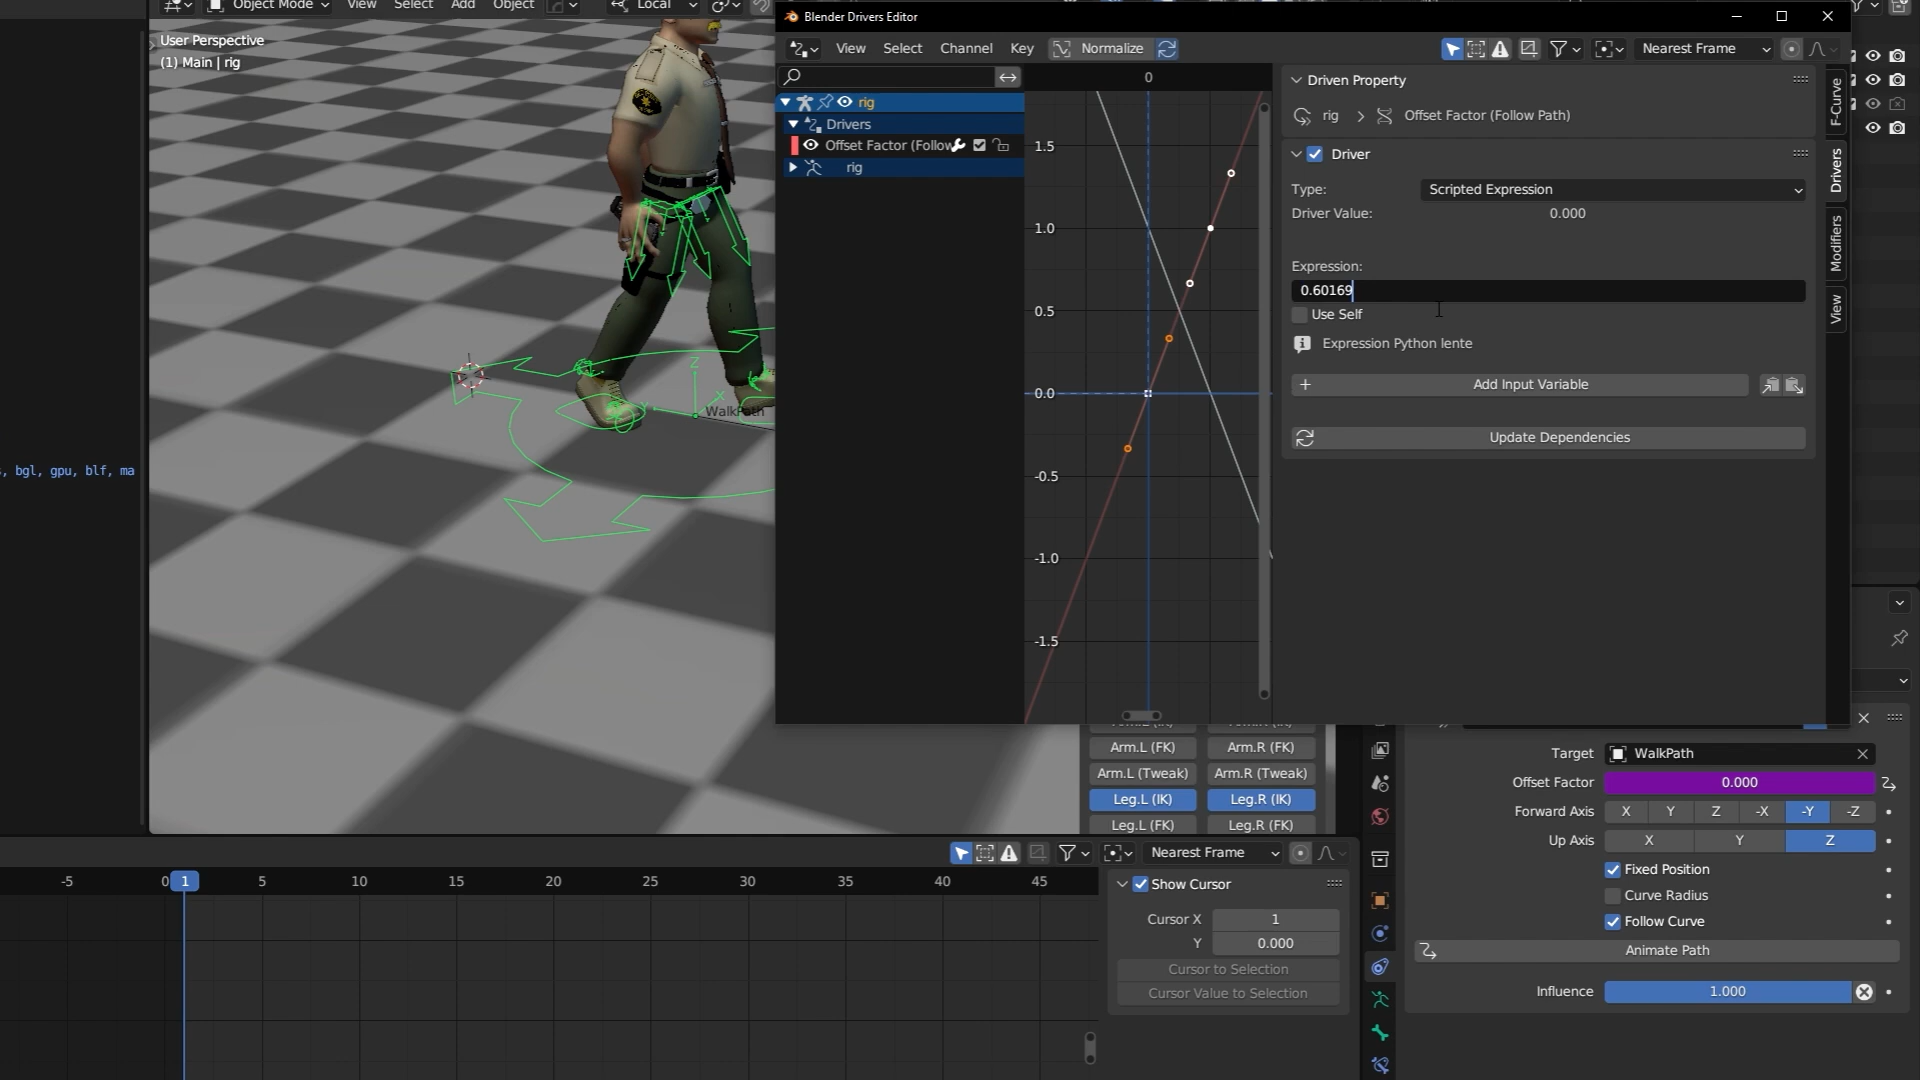 Object Mode
View
Select
Add
Object
Local
User Perspective
(1) Main | rig
, bgl, gpu, blf, ma
WalkPath
Z
X
Y
Blender Drivers Editor
View
Select
Channel
Key
Normalize
Nearest Frame
rig
Drivers
Offset Factor (Follow
rig
0
1.5
1.0
0.5
0.0
-0.5
-1.0
-1.5
Driven Property
rig
Offset Factor (Follow Path)
Driver
Type:
Scripted Expression
Driver Value:
0.000
Expression:
0.60169
Use Self
Expression Python lente
Add Input Variable
Update Dependencies
F-Curve
Drivers
Modifiers
View
Arm.L (FK)
Arm.R (FK)
Arm.L (Tweak)
Arm.R (Tweak)
Leg.L (IK)
Leg.R (IK)
Leg.L (FK)
Leg.R (FK)
Target
WalkPath
Offset Factor
0.000
Forward Axis
X
Y
Z
-X
-Y
-Z
Up Axis
X
Y
Z
Fixed Position
Curve Radius
Follow Curve
Animate Path
Influence
1.000
Nearest Frame
-5
0
1
5
10
15
20
25
30
35
40
45
Show Cursor
Cursor X
1
Y
0.000
Cursor to Selection
Cursor Value to Selection